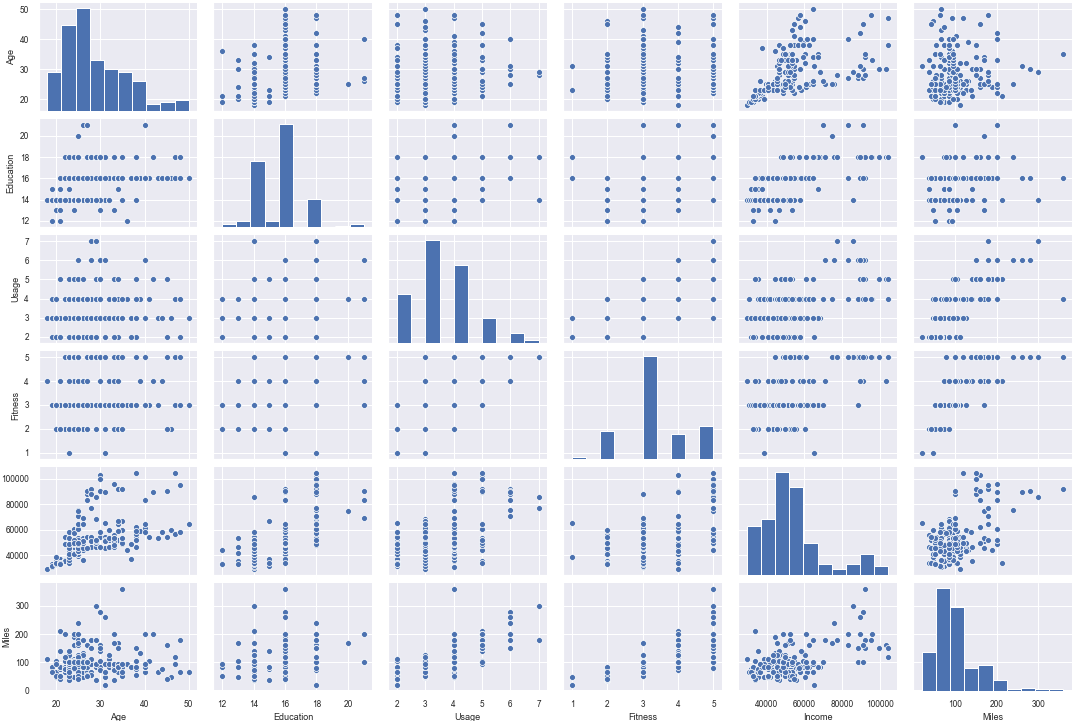 50
40
30
20
Age
20
18
16
14
12
Education
7
6
5
4
3
2
Usage
5
4
3
2
1
Fitness
100000
80000
60000
40000
Income
300
200
100
0
Miles
20 30 40 50
Age
12 14 16 18 20
Education
2 3 4 5 6 7
Usage
1 2 3 4 5
Fitness
40000 60000 80000 100000
Income
100 200 300
Miles